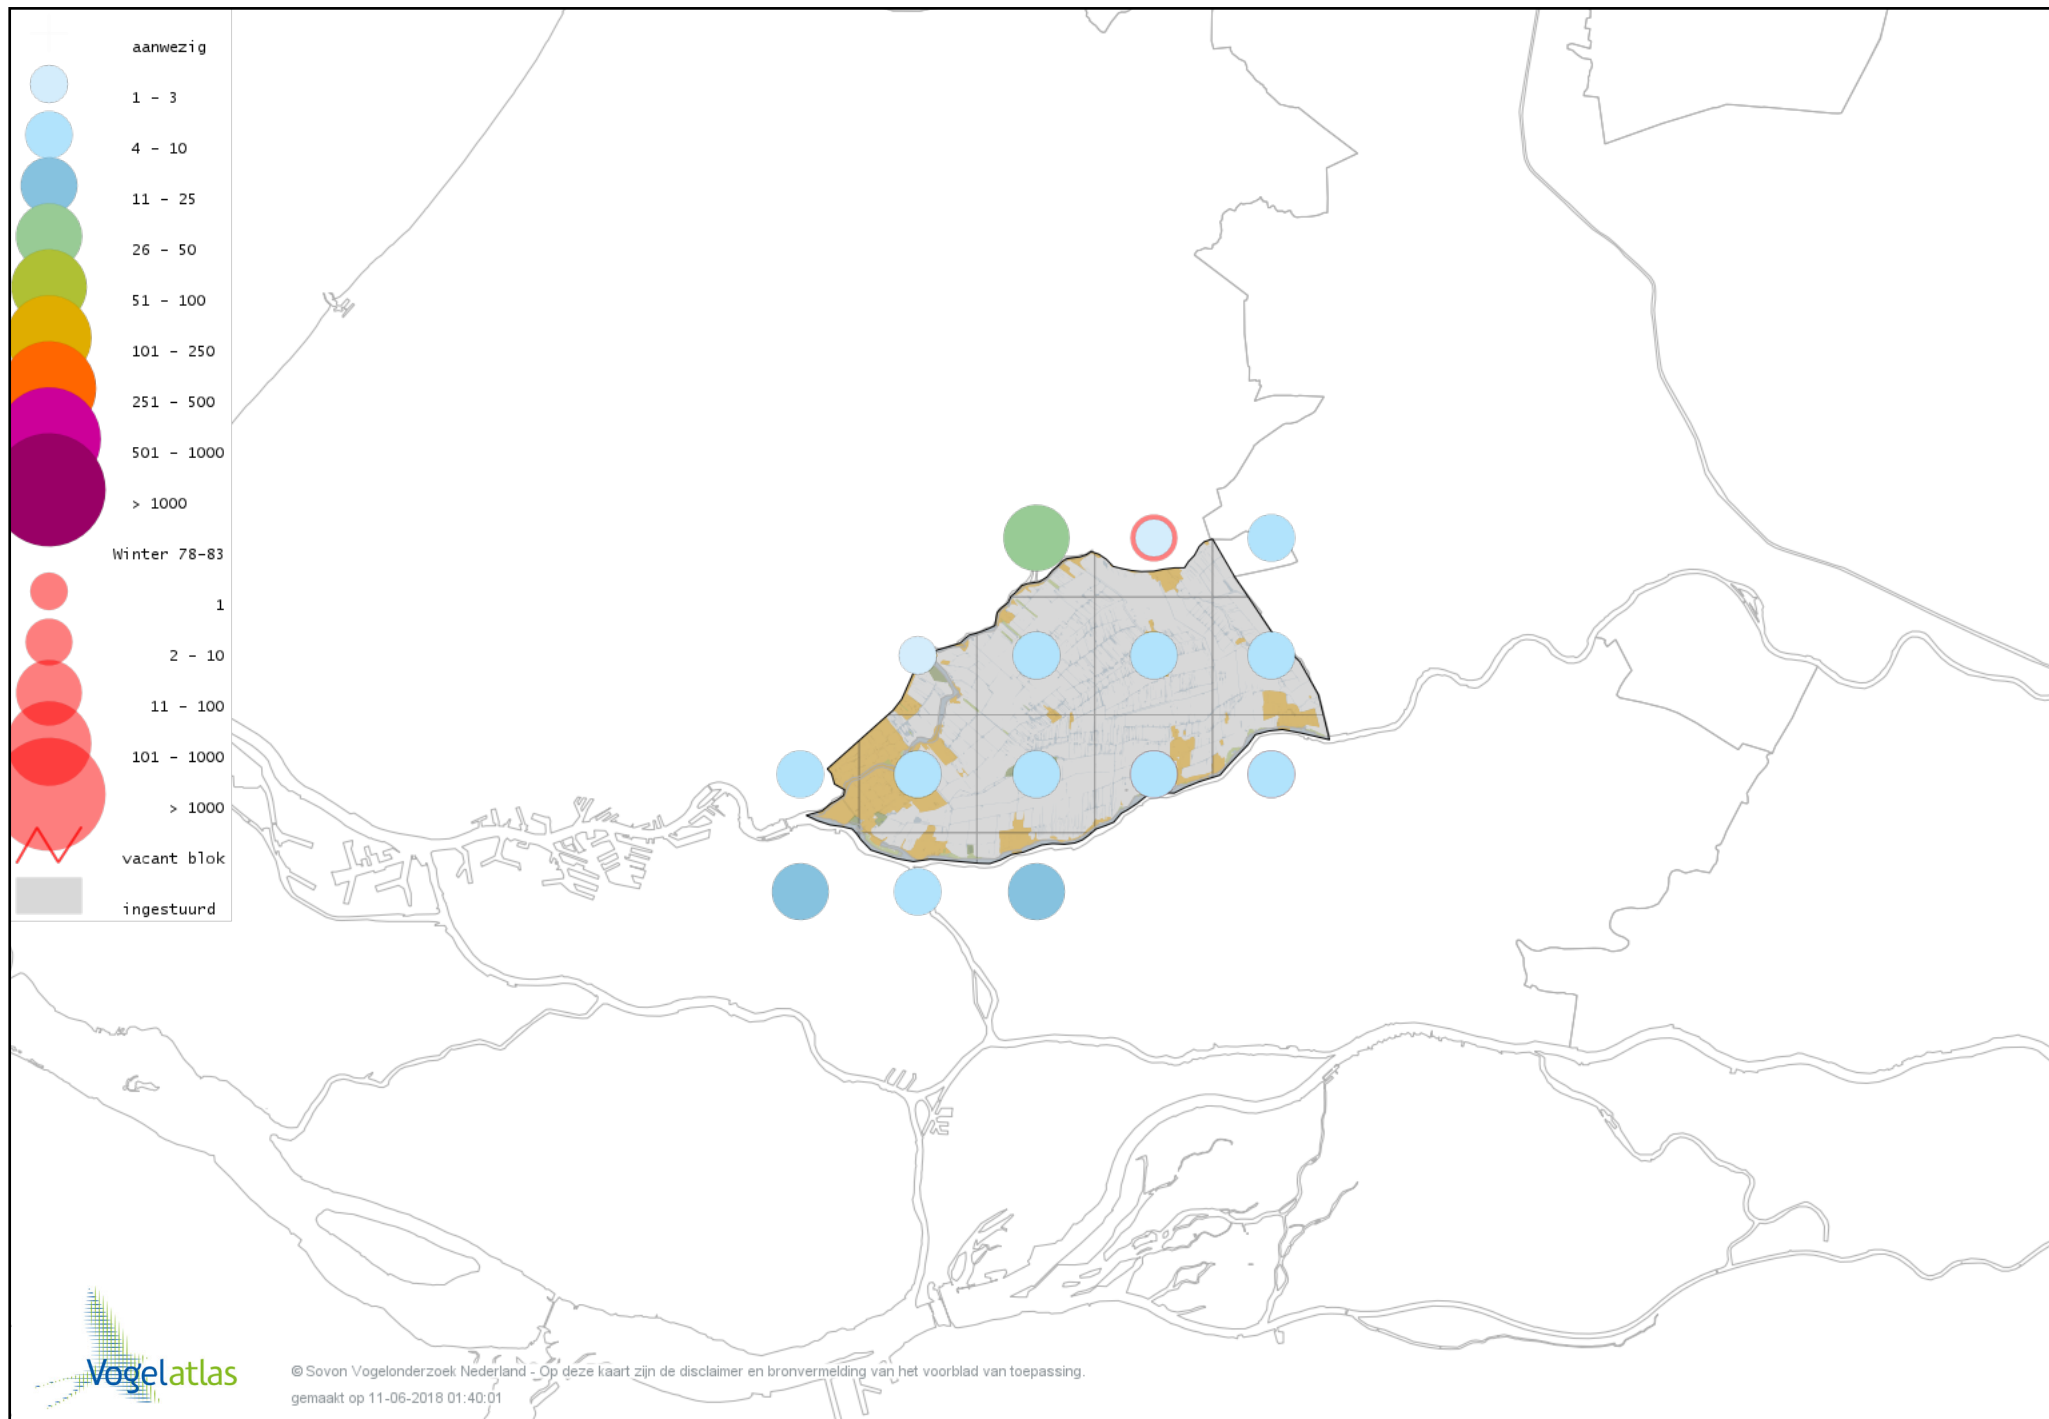 aanwezig
1 - 3
4 - 10
11 - 25
26 - 50
51 - 100
101 - 250
251 - 500
501 - 1000
> 1000
Winter 78-83
1
2 - 10
11 - 100
101 - 1000
> 1000
vacant blok
ingestuurd
Vogelatlas
© Sovon Vogelonderzoek Nederland - Op deze kaart zijn de disclaimer en bronvermelding van het voorblad van toepassing.
gemaakt op 11-06-2018 01:40:01